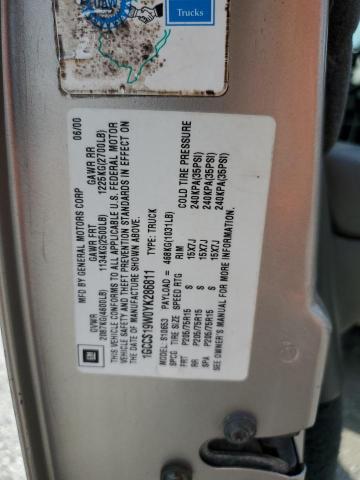 UAW
Trucks
MFD BY GENERAL MOTORS CORP 06/00
GVWR GAWR FRT GAWR RR
2087KG(4600LB) 1134KG(2500LB) 1225KG(2700LB)
THIS VEHICLE CONFORMS TO ALL APPLICABLE U.S. FEDERAL MOTOR
VEHICLE SAFETY AND THEFT PREVENTION STANDARDS IN EFFECT ON
THE DATE OF MANUFACTURE SHOWN ABOVE.
1GCCS19W0YK286811 TYPE: TRUCK
GM
MODEL: S10653 PAYLOAD = 468KG(1031LB)
SPCG TIRE SIZE SPEED RTG RIM COLD TIRE PRESSURE
FRT P205/75R15 S 15X7J 240KPA(35PSI)
RR P205/75R15 S 15X7J 240KPA(35PSI)
SPA P205/75R15 S 15X7J 240KPA(35PSI)
SEE OWNER'S MANUAL FOR MORE INFORMATION.